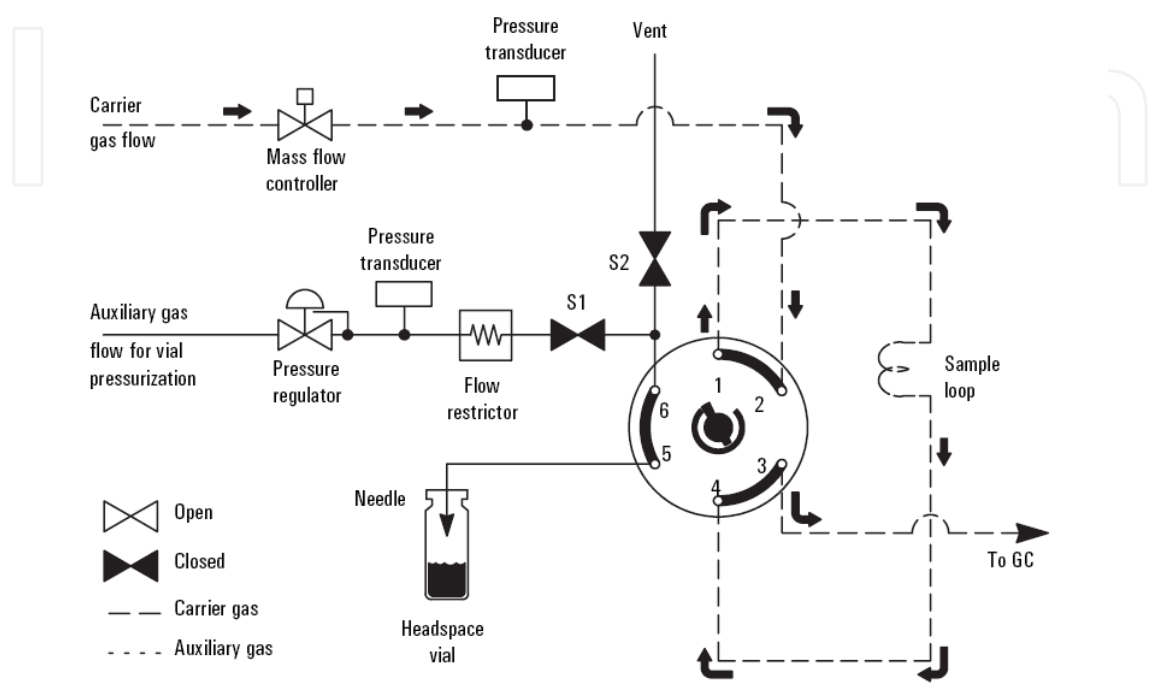 Pressure
transducer
Vent
Carrier
gas flow
Mass flow
controller
Pressure
transducer
S2
Auxiliary gas
flow for vial
pressurization
S1
Pressure
regulator
Flow
restrictor
Sample
loop
1
2
6
5
3
4
Needle
Open
Closed
Carrier gas
Auxiliary gas
To GC
Headspace
vial